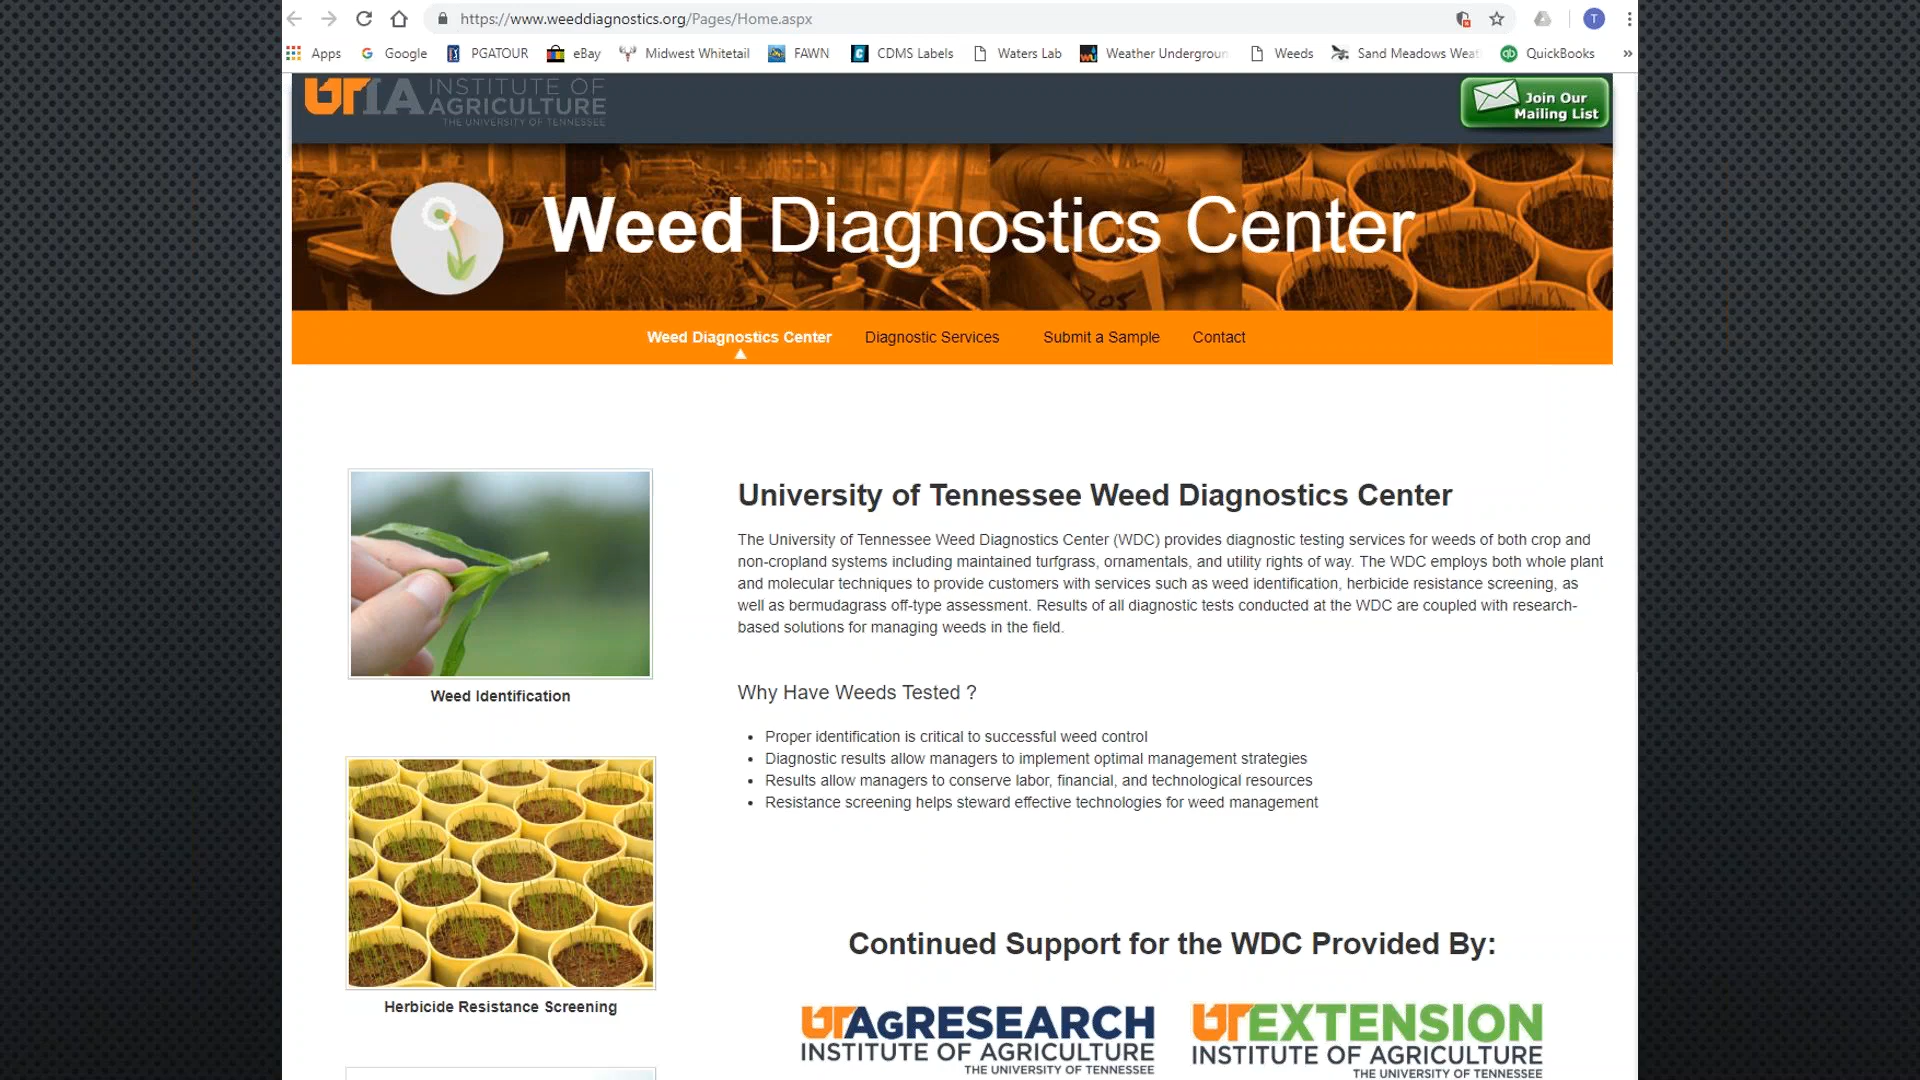 https://www.weeddiagnostics.org/Pages/Home.aspx
T
Apps
Google
PGATOUR
eBay
Midwest Whitetail
FAWN
CDMS Labels
Waters Lab
Weather Undergroun
Weeds
Sand Meadows Weat
QuickBooks
»
UTIA INSTITUTE OF
AGRICULTURE
THE UNIVERSITY OF TENNESSEE
Join Our
Mailing List
Weed Diagnostics Center
Weed Diagnostics Center
Diagnostic Services
Submit a Sample
Contact
Weed Identification
Herbicide Resistance Screening
University of Tennessee Weed Diagnostics Center
The University of Tennessee Weed Diagnostics Center (WDC) provides diagnostic testing services for weeds of both crop and
non-cropland systems including maintained turfgrass, ornamentals, and utility rights of way. The WDC employs both whole plant
and molecular techniques to provide customers with services such as weed identification, herbicide resistance screening, as
well as bermudagrass off-type assessment. Results of all diagnostic tests conducted at the WDC are coupled with research-
based solutions for managing weeds in the field.
Why Have Weeds Tested ?
• Proper identification is critical to successful weed control
• Diagnostic results allow managers to implement optimal management strategies
• Results allow managers to conserve labor, financial, and technological resources
• Resistance screening helps steward effective technologies for weed management
Continued Support for the WDC Provided By:
UTAGRESEARCH
INSTITUTE OF AGRICULTURE
THE UNIVERSITY OF TENNESSEE
UTEXTENSION
INSTITUTE OF AGRICULTURE
THE UNIVERSITY OF TENNESSEE